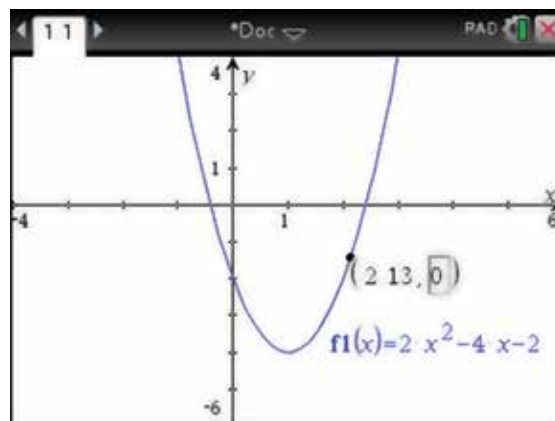 1 1 *Doc RAD
4 y
1
-4 1 x 6
(2 13, 0)
f1(x)=2· x²-4· x-2
-6